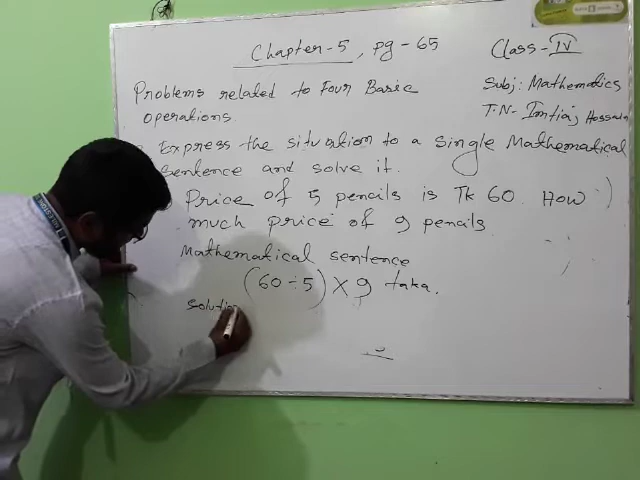 Chapter-5, pg-65
Class-IV
Problems related to Four Basic
Subj: Mathematics
operations.
T.N- Imtiaj Hossain
Express the situation to a single Mathematical
sentence and solve it.
Price of 5 pencils is Tk 60. How
much price of 9 pencils.
Mathematical sentence
(60÷5)×9 taka.
Solution